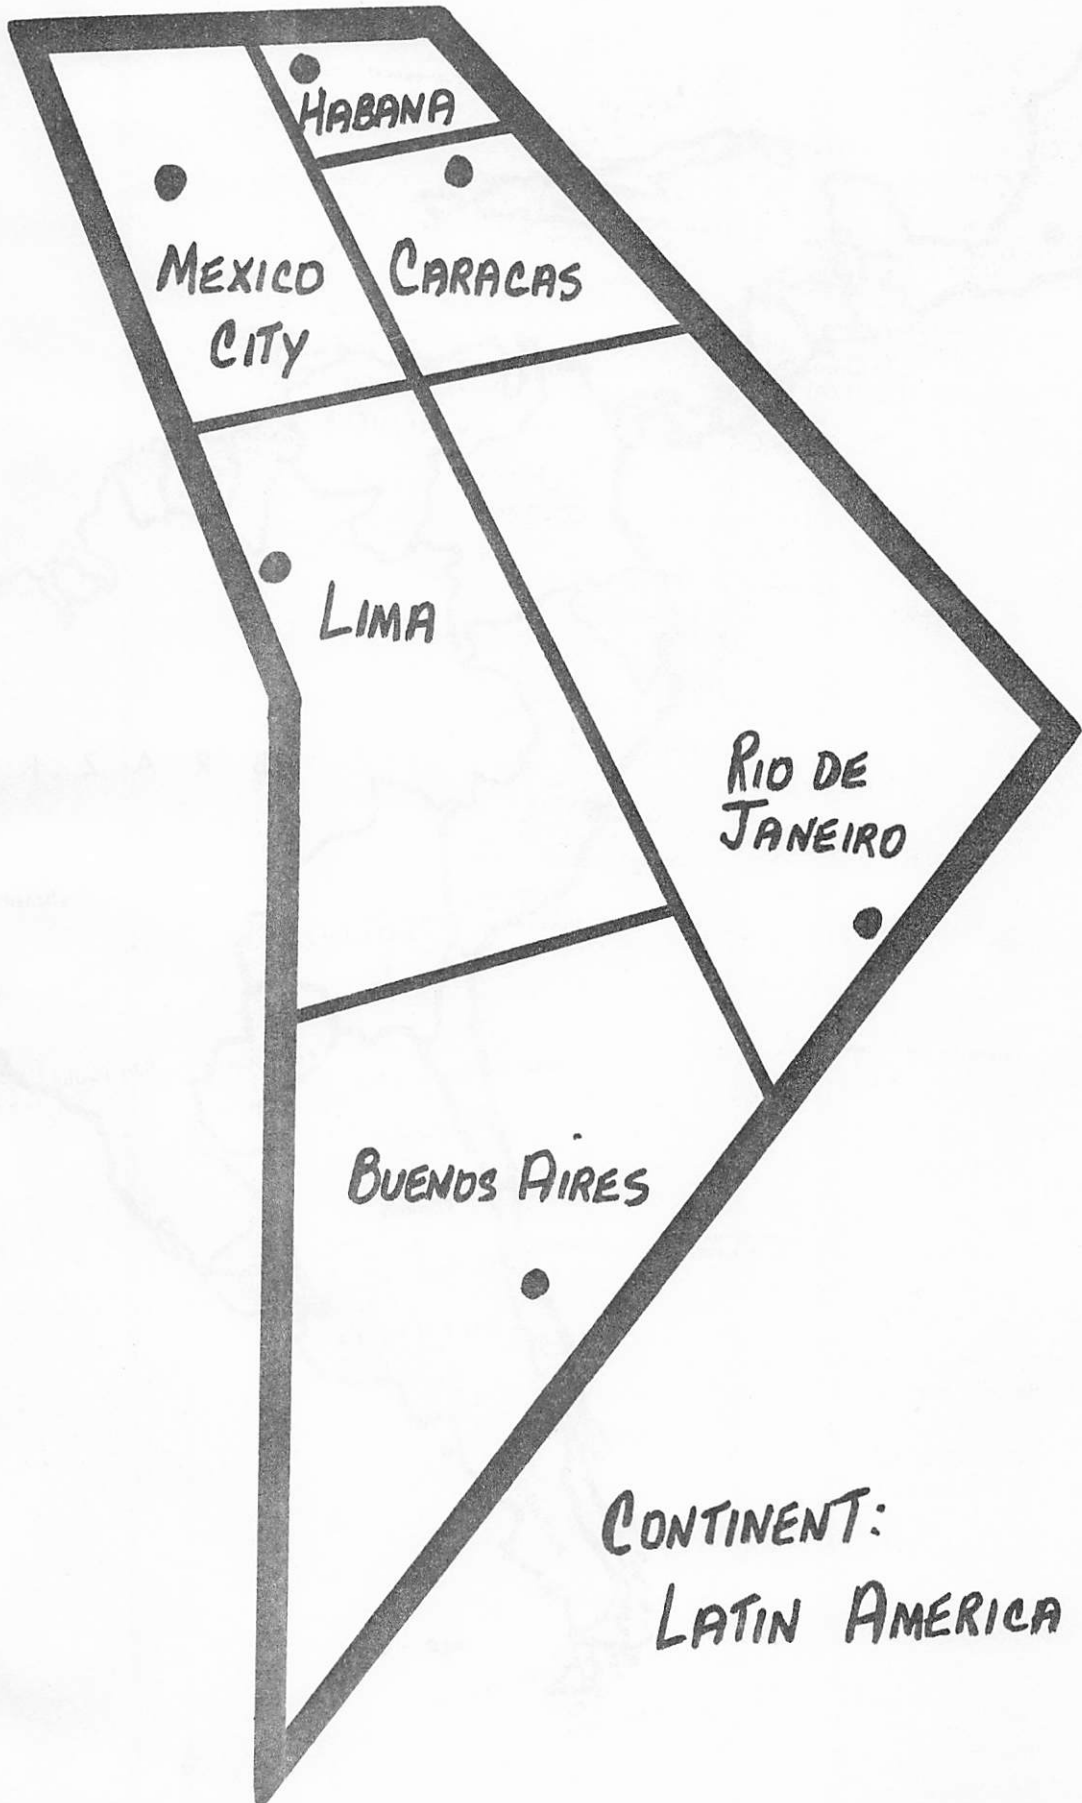 HABANA
MEXICO
CITY
CARACAS
LIMA
RIO DE
JANEIRO
BUENOS AIRES
CONTINENT:
LATIN AMERICA